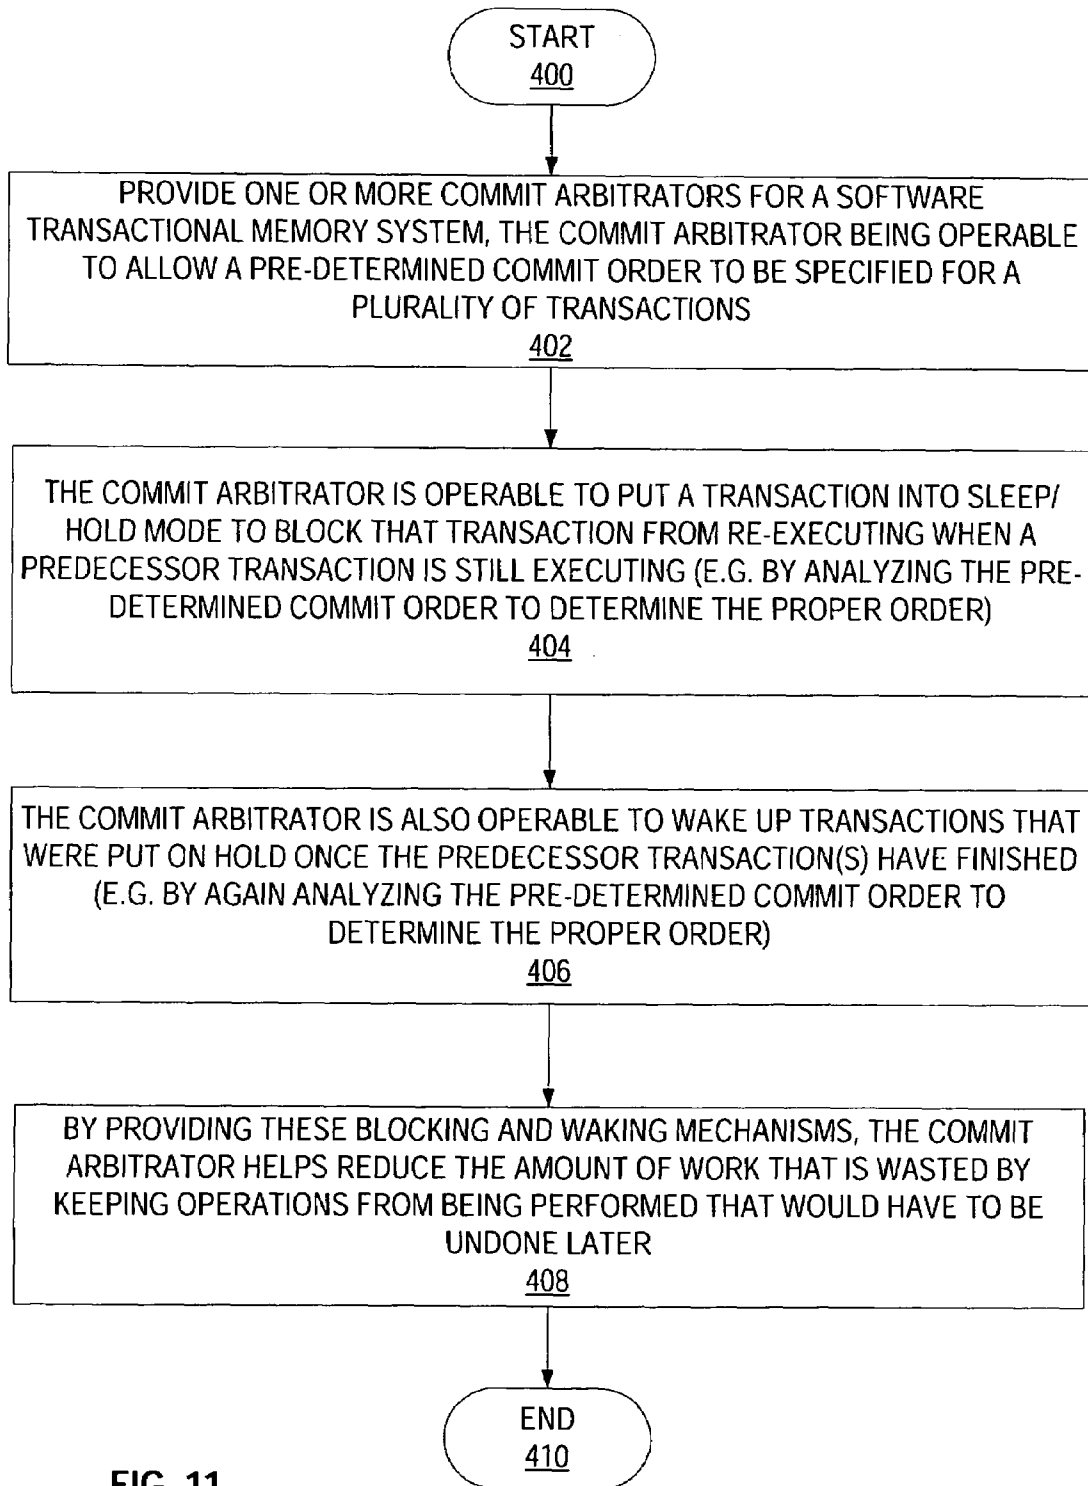 START
400
PROVIDE ONE OR MORE COMMIT ARBITRATORS FOR A SOFTWARE
TRANSACTIONAL MEMORY SYSTEM, THE COMMIT ARBITRATOR BEING OPERABLE
TO ALLOW A PRE-DETERMINED COMMIT ORDER TO BE SPECIFIED FOR A
PLURALITY OF TRANSACTIONS
402
THE COMMIT ARBITRATOR IS OPERABLE TO PUT A TRANSACTION INTO SLEEP/
HOLD MODE TO BLOCK THAT TRANSACTION FROM RE-EXECUTING WHEN A
PREDECESSOR TRANSACTION IS STILL EXECUTING (E.G. BY ANALYZING THE PRE-
DETERMINED COMMIT ORDER TO DETERMINE THE PROPER ORDER)
404
THE COMMIT ARBITRATOR IS ALSO OPERABLE TO WAKE UP TRANSACTIONS THAT
WERE PUT ON HOLD ONCE THE PREDECESSOR TRANSACTION(S) HAVE FINISHED
(E.G. BY AGAIN ANALYZING THE PRE-DETERMINED COMMIT ORDER TO
DETERMINE THE PROPER ORDER)
406
BY PROVIDING THESE BLOCKING AND WAKING MECHANISMS, THE COMMIT
ARBITRATOR HELPS REDUCE THE AMOUNT OF WORK THAT IS WASTED BY
KEEPING OPERATIONS FROM BEING PERFORMED THAT WOULD HAVE TO BE
UNDONE LATER
408
END
410
FIG. 11